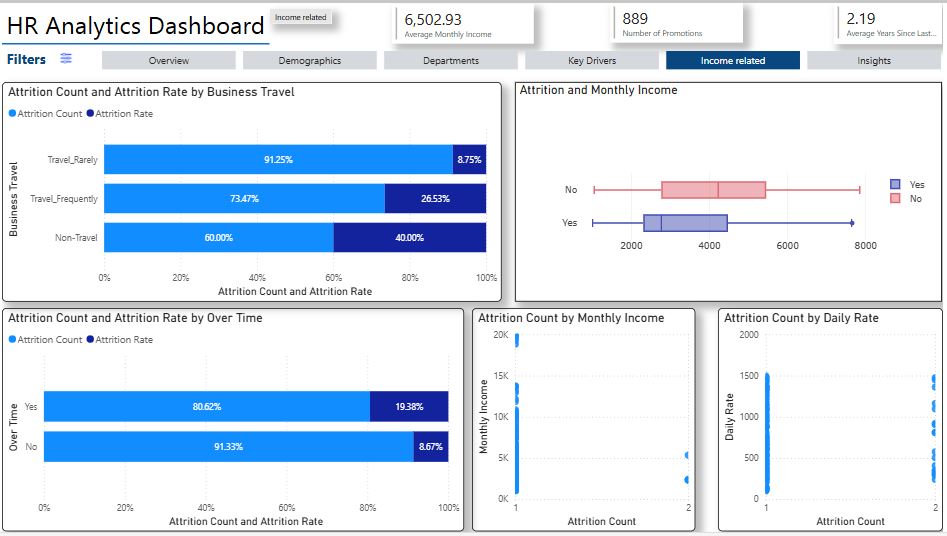 HR Analytics Dashboard
Income related
6,502.93
Average Monthly Income
889
Number of Promotions
2.19
Average Years Since Last...
Filters
Overview
Demographics
Departments
Key Drivers
Income related
Insights
Attrition Count and Attrition Rate by Business Travel
Attrition Count Attrition Rate
Business Travel
Travel_Rarely 91.25% 8.75%
Travel_Frequently 73.47% 26.53%
Non-Travel 60.00% 40.00%
0% 20% 40% 60% 80% 100%
Attrition Count and Attrition Rate
Attrition and Monthly Income
No
Yes
2000 4000 6000 8000
Yes
No
Attrition Count and Attrition Rate by Over Time
Attrition Count Attrition Rate
Over Time
Yes 80.62% 19.38%
No 91.33% 8.67%
0% 20% 40% 60% 80% 100%
Attrition Count and Attrition Rate
Attrition Count by Monthly Income
Monthly Income
20K
15K
10K
5K
0K
1 2
Attrition Count
Attrition Count by Daily Rate
Daily Rate
2000
1500
1000
500
0
1 2
Attrition Count